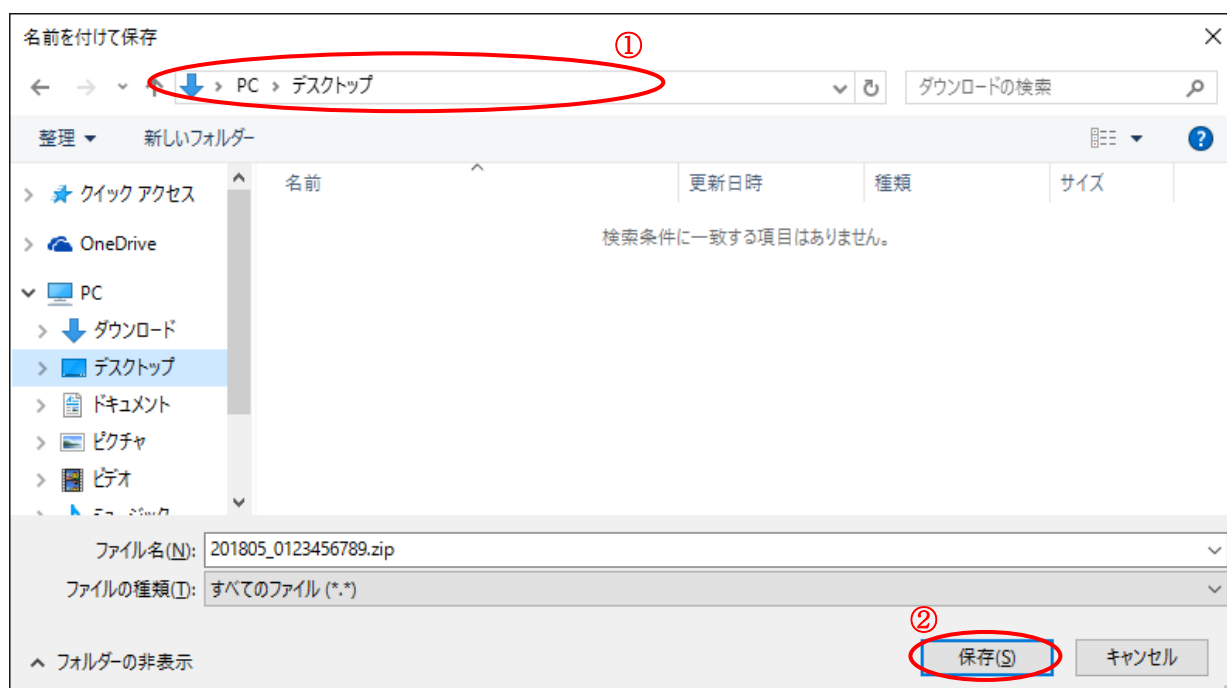 名前を付けて保存
①
PC > デスクトップ
ダウンロードの検索
整理
新しいフォルダー
?
名前
更新日時
種類
サイズ
検索条件に一致する項目はありません。
クイック アクセス
OneDrive
PC
ダウンロード
デスクトップ
ドキュメント
ピクチャ
ビデオ
ファイル名(N): 201805_0123456789.zip
ファイルの種類(T): すべてのファイル (*.*)
②
フォルダーの非表示
保存(S)
キャンセル